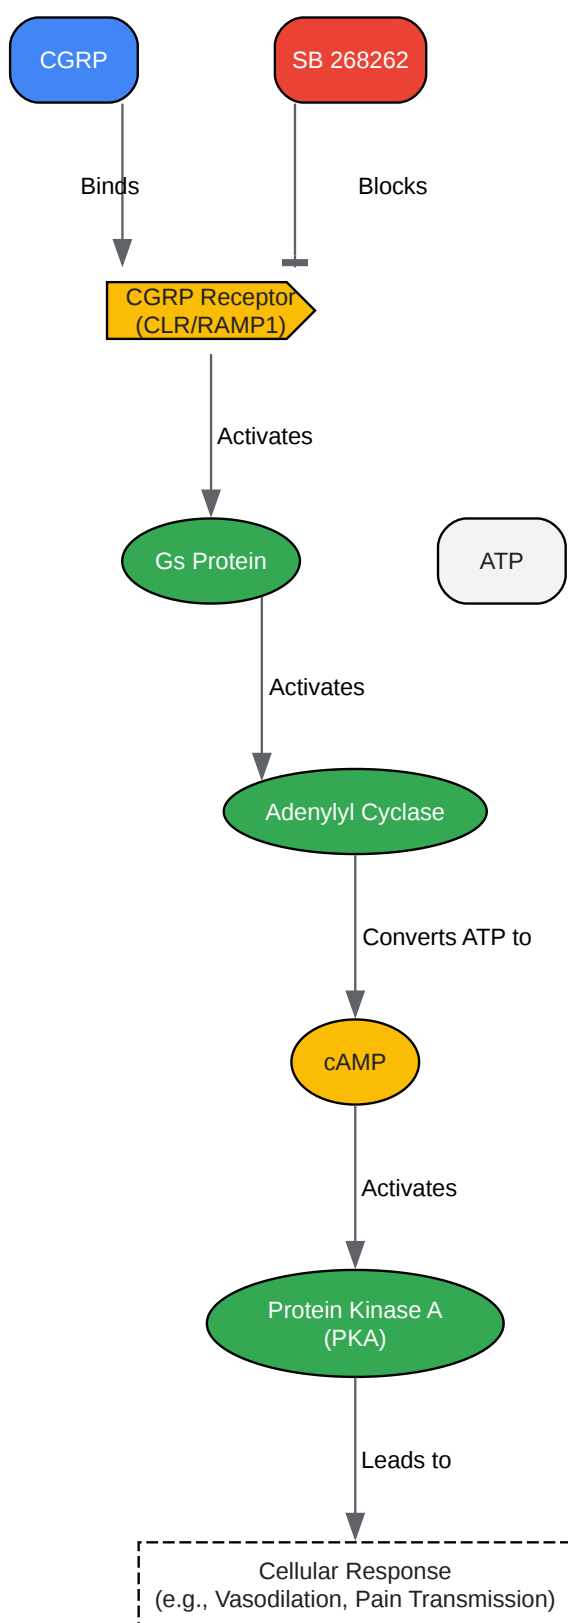 CGRP
SB 268262
Binds
Blocks
CGRP Receptor
(CLR/RAMP1)
Activates
Gs Protein
ATP
Activates
Adenylyl Cyclase
Converts ATP to
cAMP
Activates
Protein Kinase A
(PKA)
Leads to
Cellular Response
(e.g., Vasodilation, Pain Transmission)